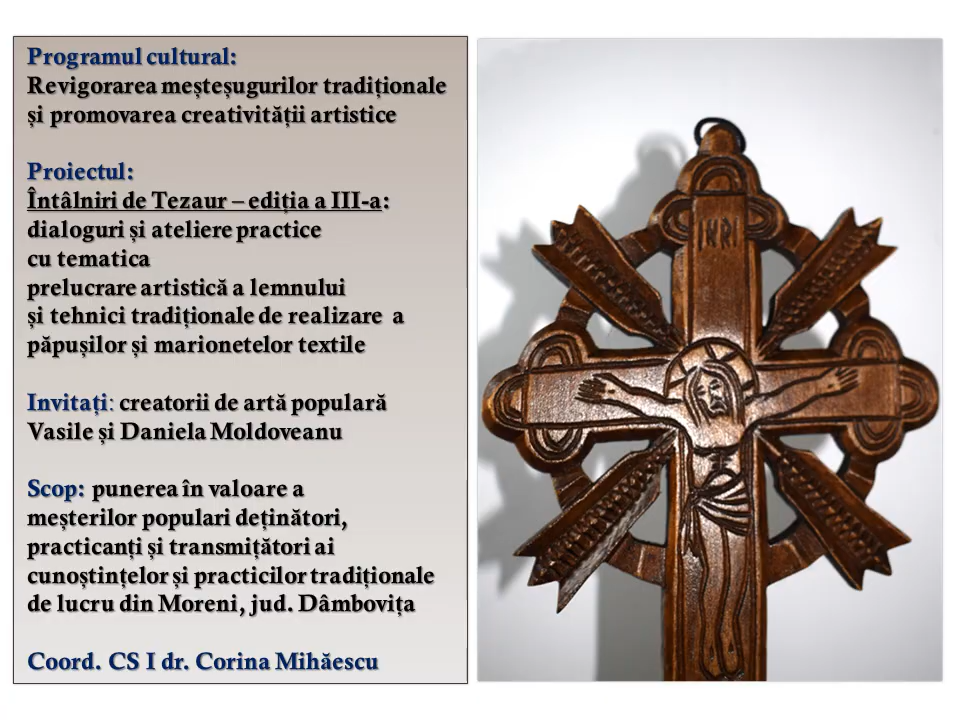 Programul cultural:
Revigorarea meșteșugurilor tradiționale
și promovarea creativității artistice
Proiectul:
Întâlniri de Tezaur – ediția a III-a:
dialoguri și ateliere practice
cu tematica
prelucrare artistică a lemnului
și tehnici tradiționale de realizare a
păpușilor și marionetelor textile
Invitați: creatorii de artă populară
Vasile și Daniela Moldoveanu
Scop: punerea în valoare a
meșterilor populari deținători,
practicanți și transmițători ai
cunoștințelor și practicilor tradiționale
de lucru din Moreni, jud. Dâmbovița
Coord. CS I dr. Corina Mihăescu
INRI